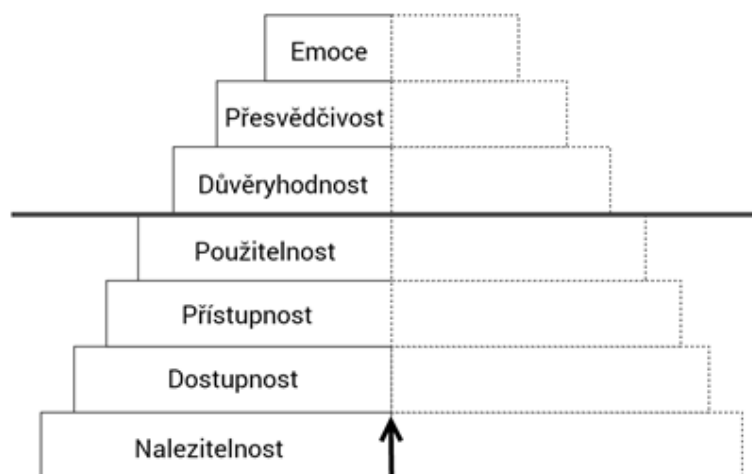 Emoce
Přesvědčivost
Důvěryhodnost
Použitelnost
Přístupnost
Dostupnost
Nalezitelnost